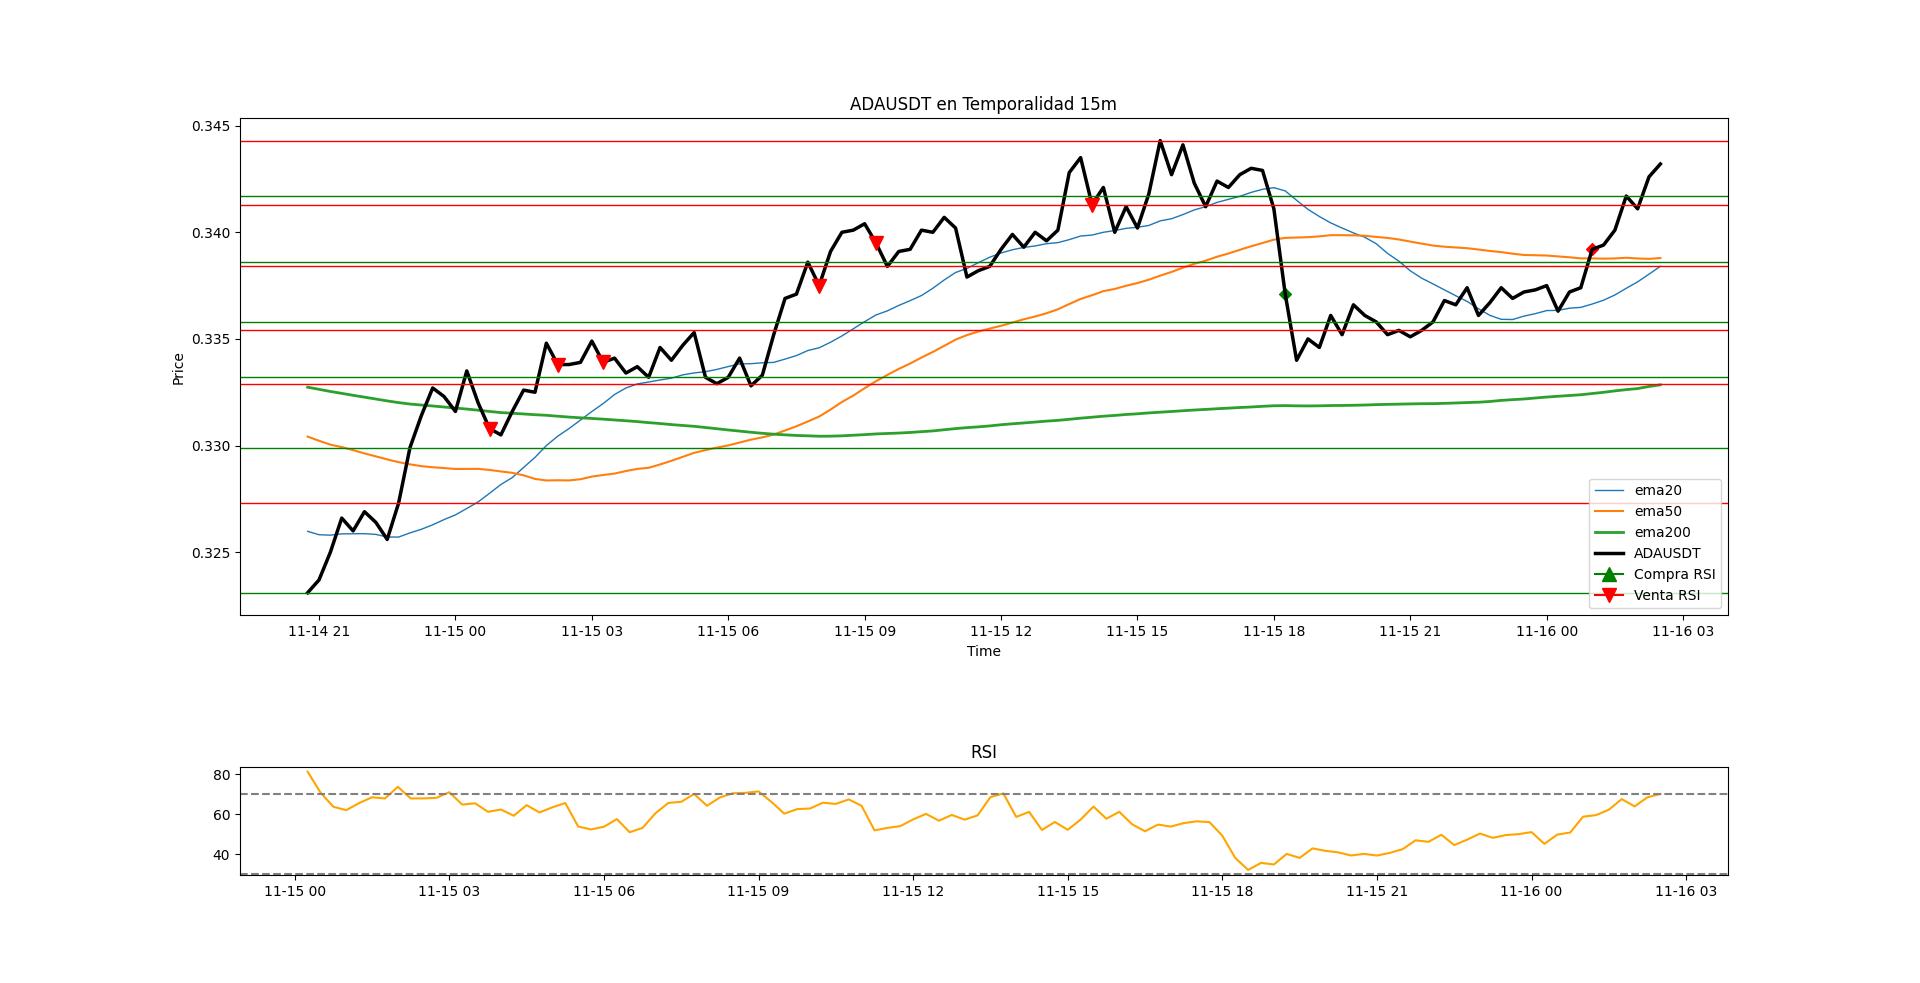 ADAUSDT en Temporalidad 15m
0.345
0.340
0.335
0.330
0.325
Price
ema20
ema50
ema200
ADAUSDT
Compra RSI
Venta RSI
11-14 21 11-15 00 11-15 03 11-15 06 11-15 09 11-15 12 11-15 15 11-15 18 11-15 21 11-16 00 11-16 03
Time
RSI
80
60
40
11-15 00 11-15 03 11-15 06 11-15 09 11-15 12 11-15 15 11-15 18 11-15 21 11-16 00 11-16 03